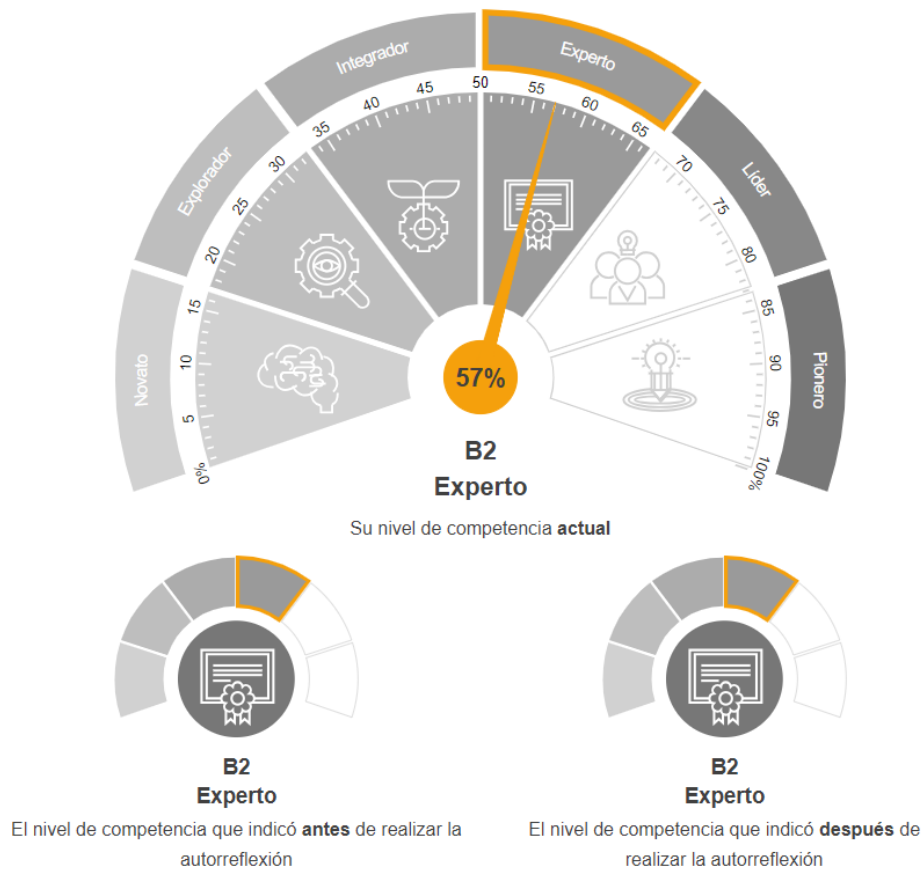 Integrador
Experto
Explorador
Líder
Novato
Pionero
0%
5
10
15
20
25
30
35
40
45
50
55
60
65
70
75
80
85
90
95
100%
57%
B2
Experto
Su nivel de competencia actual
B2
Experto
El nivel de competencia que indicó antes de realizar la
autorreflexión
B2
Experto
El nivel de competencia que indicó después de
realizar la autorreflexión